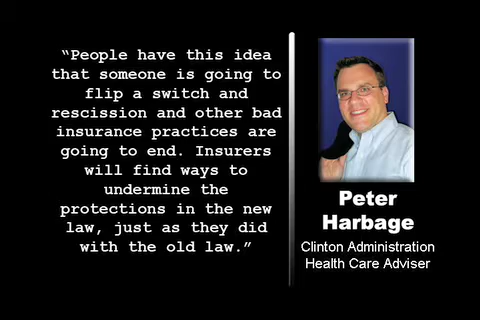 “People have this idea
that someone is going to
flip a switch and
rescission and other bad
insurance practices are
going to end. Insurers
will find ways to
undermine the
protections in the new
law, just as they did
with the old law.”
Peter
Harbage
Clinton Administration
Health Care Adviser